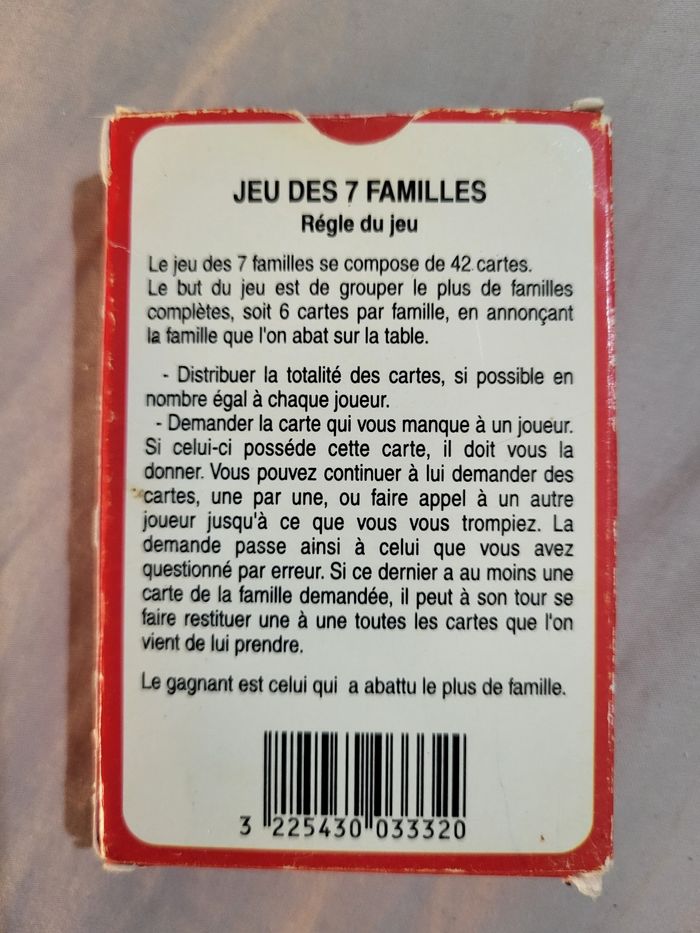 JEU DES 7 FAMILLES
Régle du jeu
Le jeu des 7 familles se compose de 42 cartes.
Le but du jeu est de grouper le plus de familles
complètes, soit 6 cartes par famille, en annonçant
la famille que l'on abat sur la table.
- Distribuer la totalité des cartes, si possible en
nombre égal à chaque joueur.
- Demander la carte qui vous manque à un joueur.
Si celui-ci posséde cette carte, il doit vous la
donner. Vous pouvez continuer à lui demander des
cartes, une par une, ou faire appel à un autre
joueur jusqu'à ce que vous vous trompiez. La
demande passe ainsi à celui que vous avez
questionné par erreur. Si ce dernier a au moins une
carte de la famille demandée, il peut à son tour se
faire restituer une à une toutes les cartes que l'on
vient de lui prendre.
Le gagnant est celui qui a abattu le plus de famille.
3 225430 033320